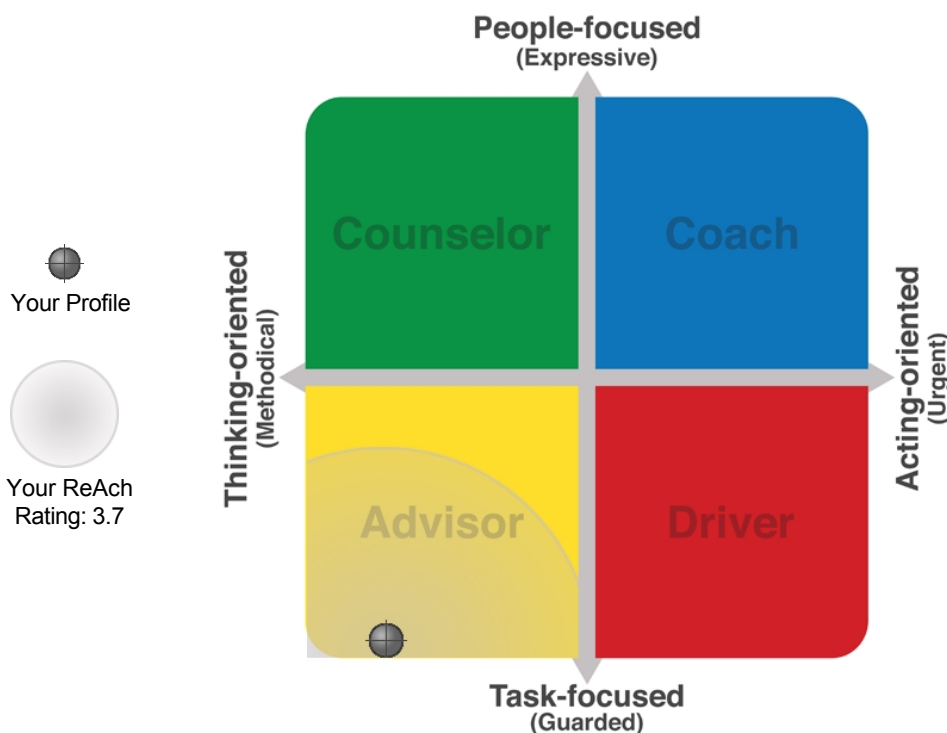 People-focused
(Expressive)
Counselor
Coach
Your Profile
Thinking-oriented
(Methodical)
Acting-oriented
(Urgent)
Your ReAch
Rating: 3.7
Advisor
Driver
Task-focused
(Guarded)